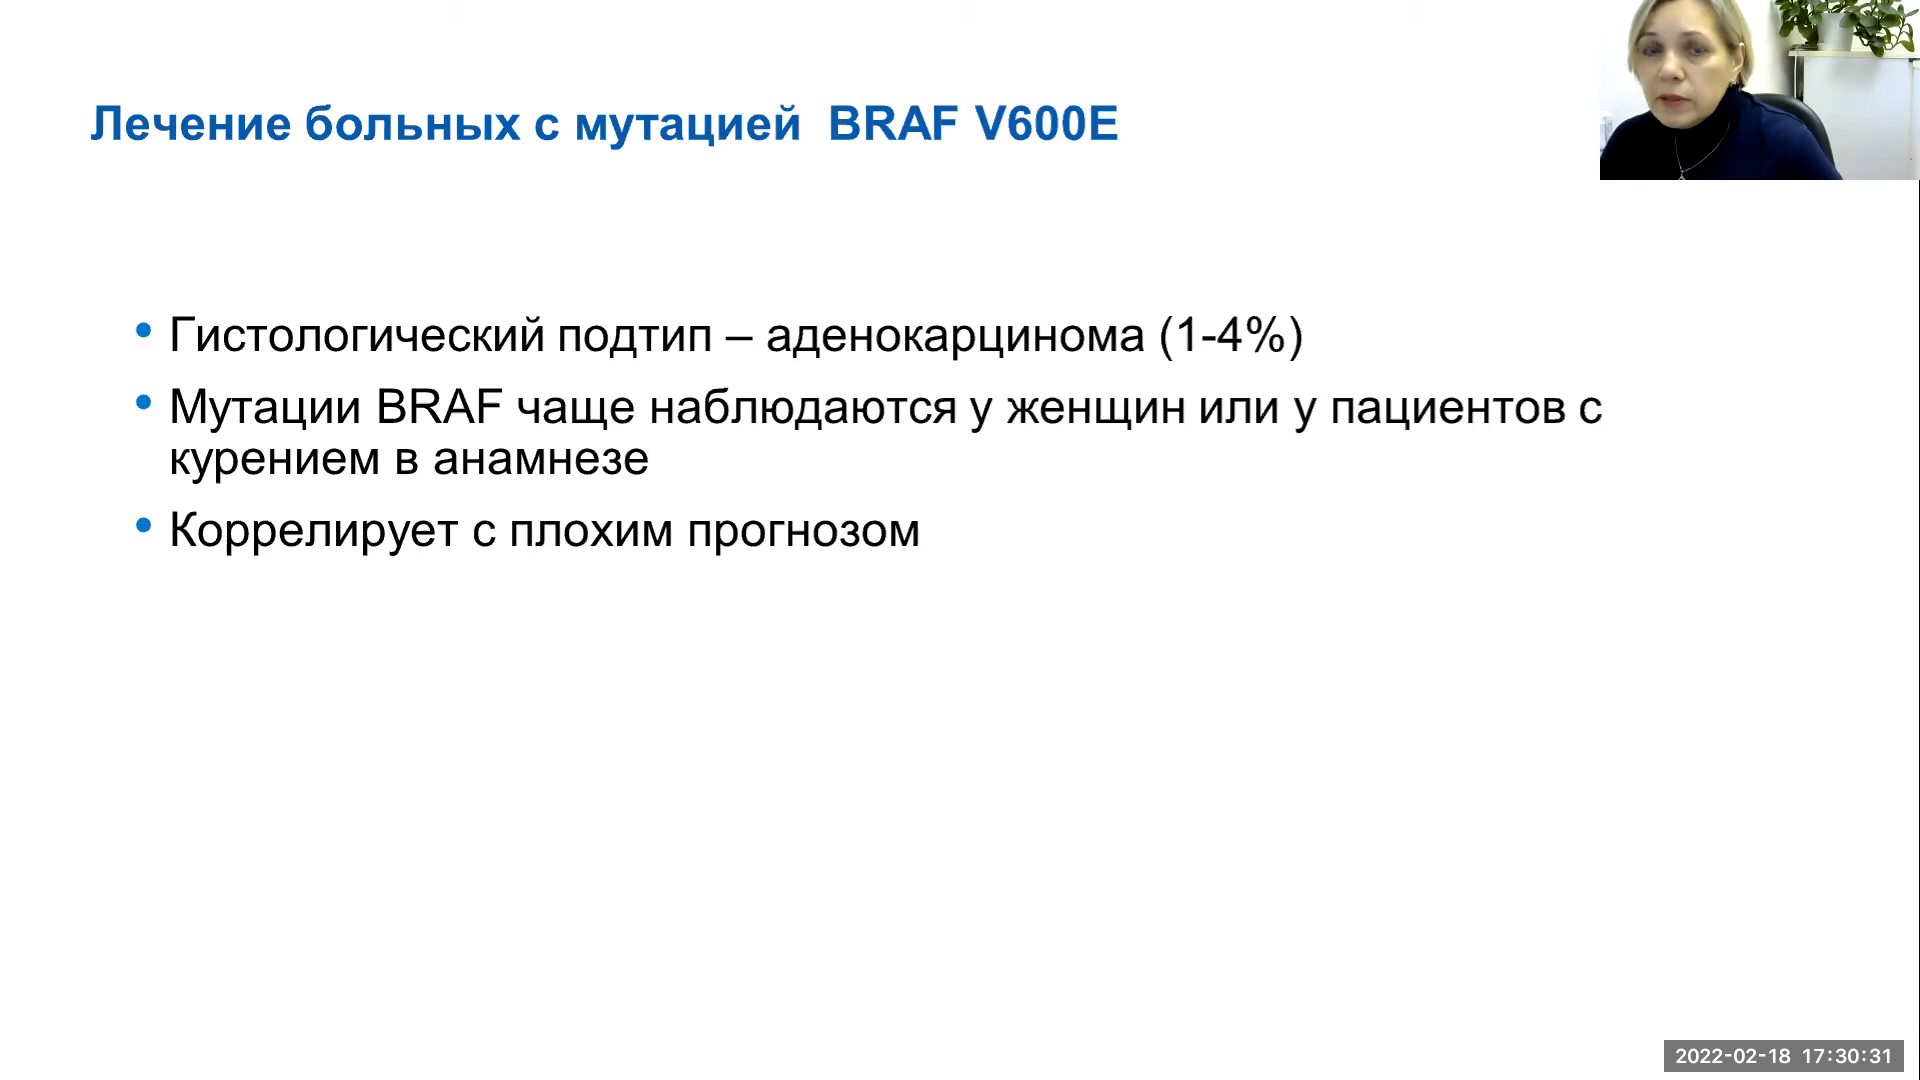 Лечение больных с мутацией BRAF V600E
• Гистологический подтип – аденокарцинома (1-4%)
• Мутации BRAF чаще наблюдаются у женщин или у пациентов с
курением в анамнезе
• Коррелирует с плохим прогнозом
2022-02-18 17:30:31